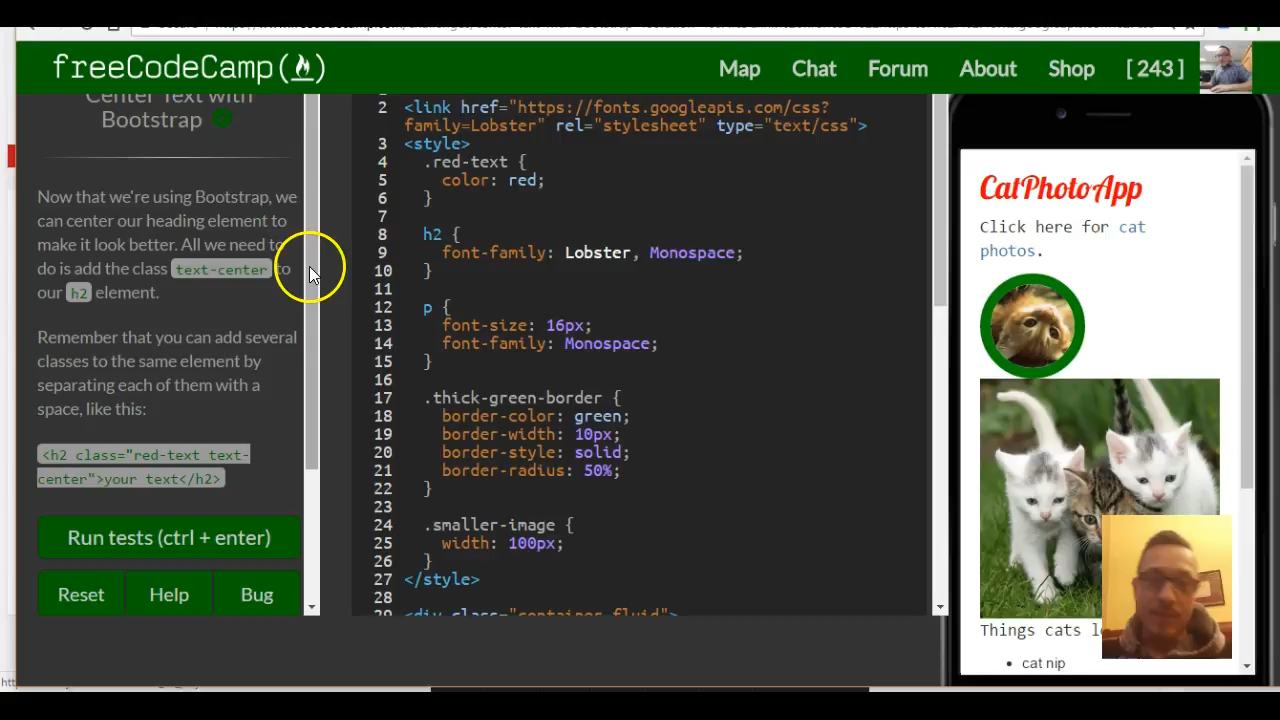 freeCodeCamp(🔥)
Map
Chat
Forum
About
Shop
[ 243 ]
Center Text with
Bootstrap
Now that we're using Bootstrap, we
can center our heading element to
make it look better. All we need to
do is add the class text-center to
our h2 element.
Remember that you can add several
classes to the same element by
separating each of them with a
space, like this:
<h2 class="red-text text-
center">your text</h2>
Run tests (ctrl + enter)
Reset
Help
Bug
2 <link href="https://fonts.googleapis.com/css?
family=Lobster" rel="stylesheet" type="text/css">
3 <style>
4 .red-text {
5 color: red;
6 }
7
8 h2 {
9 font-family: Lobster, Monospace;
10 }
11
12 p {
13 font-size: 16px;
14 font-family: Monospace;
15 }
16
17 .thick-green-border {
18 border-color: green;
19 border-width: 10px;
20 border-style: solid;
21 border-radius: 50%;
22 }
23
24 .smaller-image {
25 width: 100px;
26 }
27 </style>
28
29 <div class="container-fluid">
CatPhotoApp
Click here for cat
photos.
Things cats
• cat nip